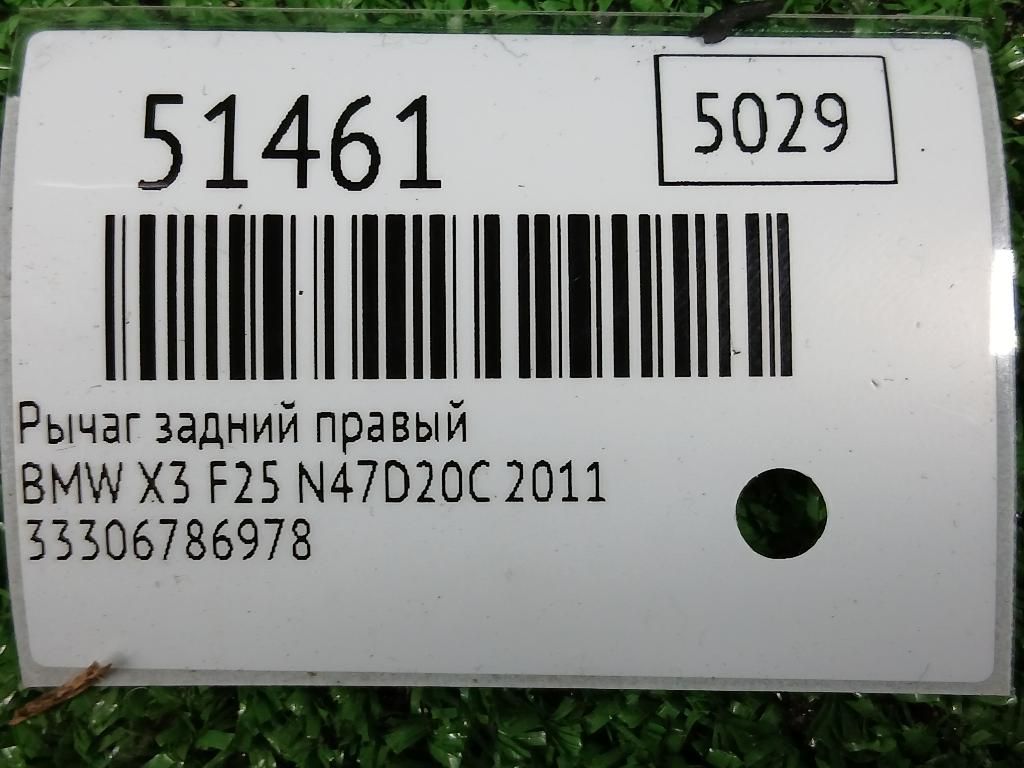 51461
5029
Рычаг задний правый
BMW X3 F25 N47D20C 2011
33306786978